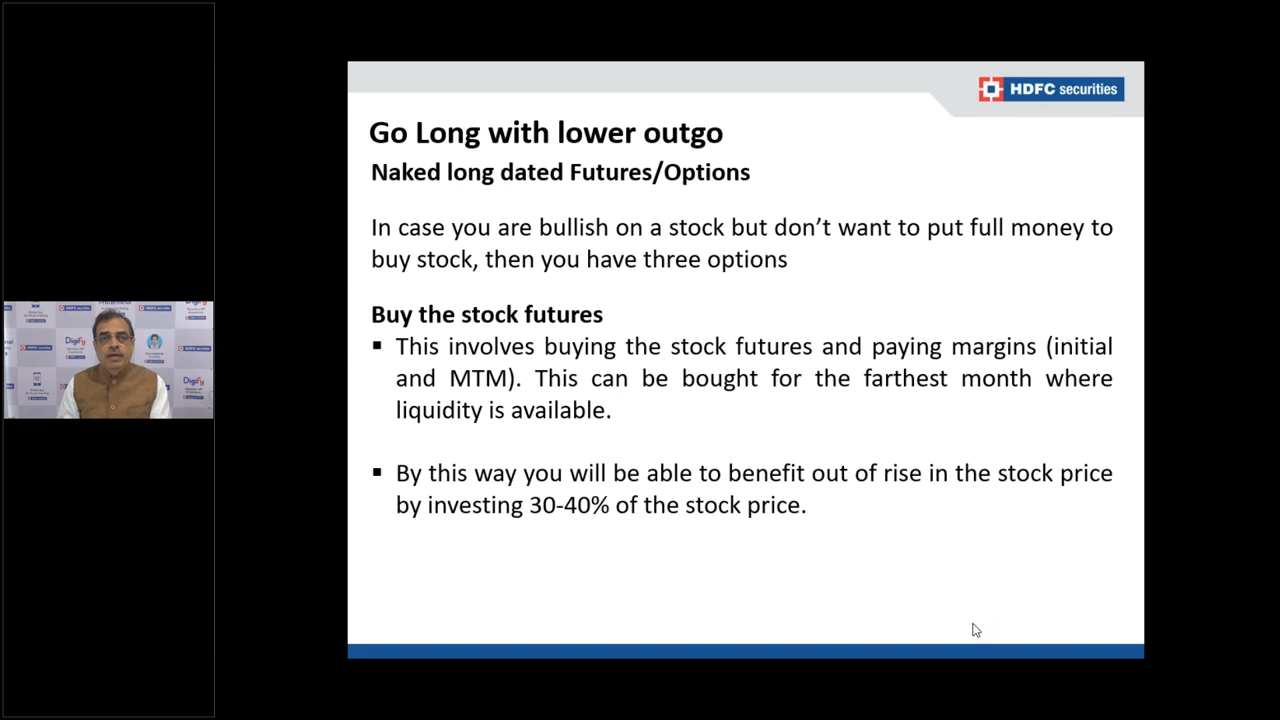 HDFC securities
Go Long with lower outgo
Naked long dated Futures/Options
In case you are bullish on a stock but don’t want to put full money to
buy stock, then you have three options
Buy the stock futures
▪ This involves buying the stock futures and paying margins (initial
and MTM). This can be bought for the farthest month where
liquidity is available.
▪ By this way you will be able to benefit out of rise in the stock price
by investing 30-40% of the stock price.
Digify
Digify